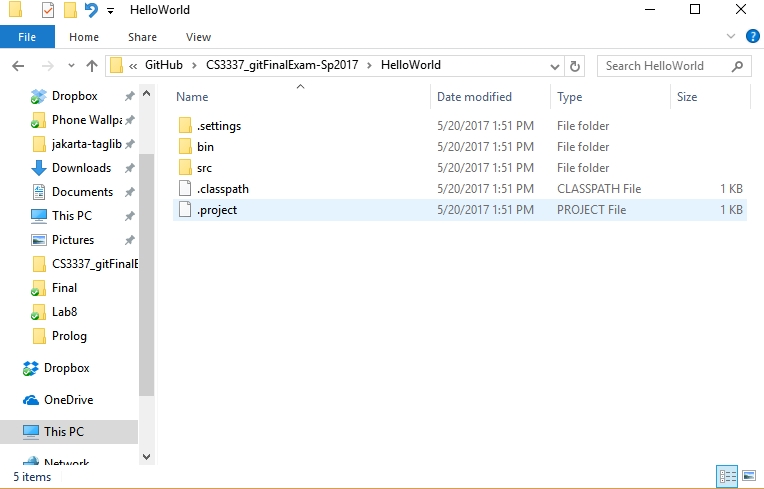 HelloWorld
File Home Share View
« GitHub > CS3337_gitFinalExam-Sp2017 > HelloWorld Search HelloWorld
Name Date modified Type Size
Dropbox
Phone Wallpa
jakarta-taglib
Downloads
Documents
This PC
Pictures
CS3337_gitFinalE
Final
Lab8
Prolog
Dropbox
OneDrive
This PC
Network
.settings 5/20/2017 1:51 PM File folder
bin 5/20/2017 1:51 PM File folder
src 5/20/2017 1:51 PM File folder
.classpath 5/20/2017 1:51 PM CLASSPATH File 1 KB
.project 5/20/2017 1:51 PM PROJECT File 1 KB
5 items